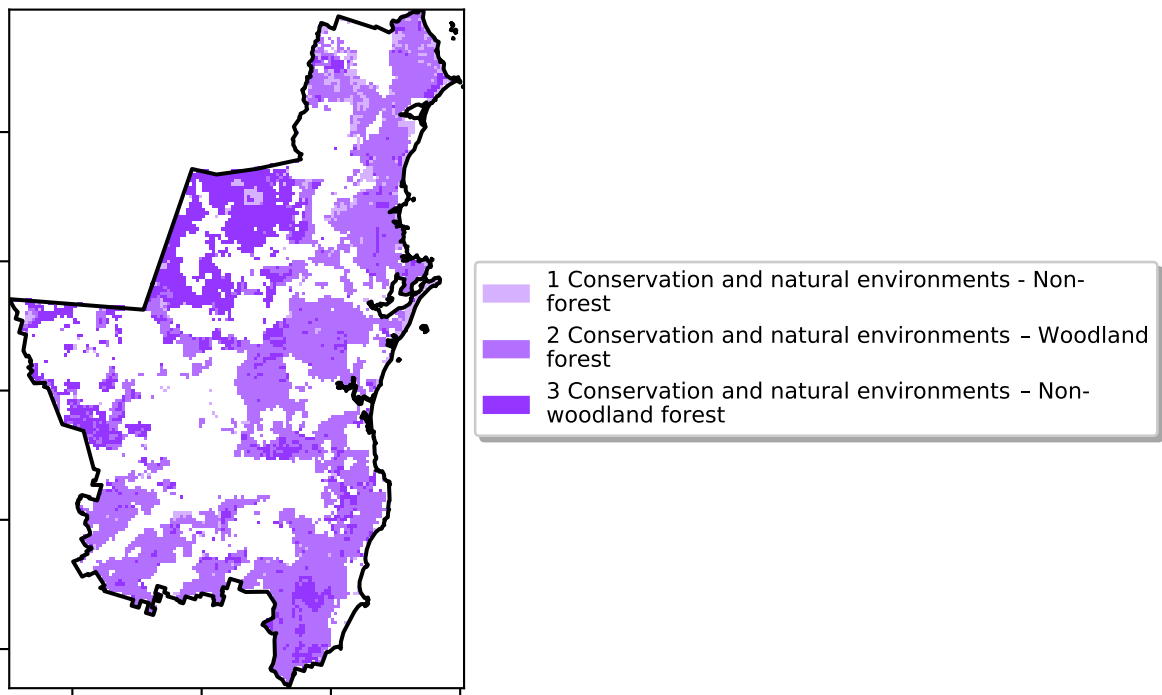 1 Conservation and natural environments - Non-
forest
2 Conservation and natural environments – Woodland
forest
3 Conservation and natural environments – Non-
woodland forest